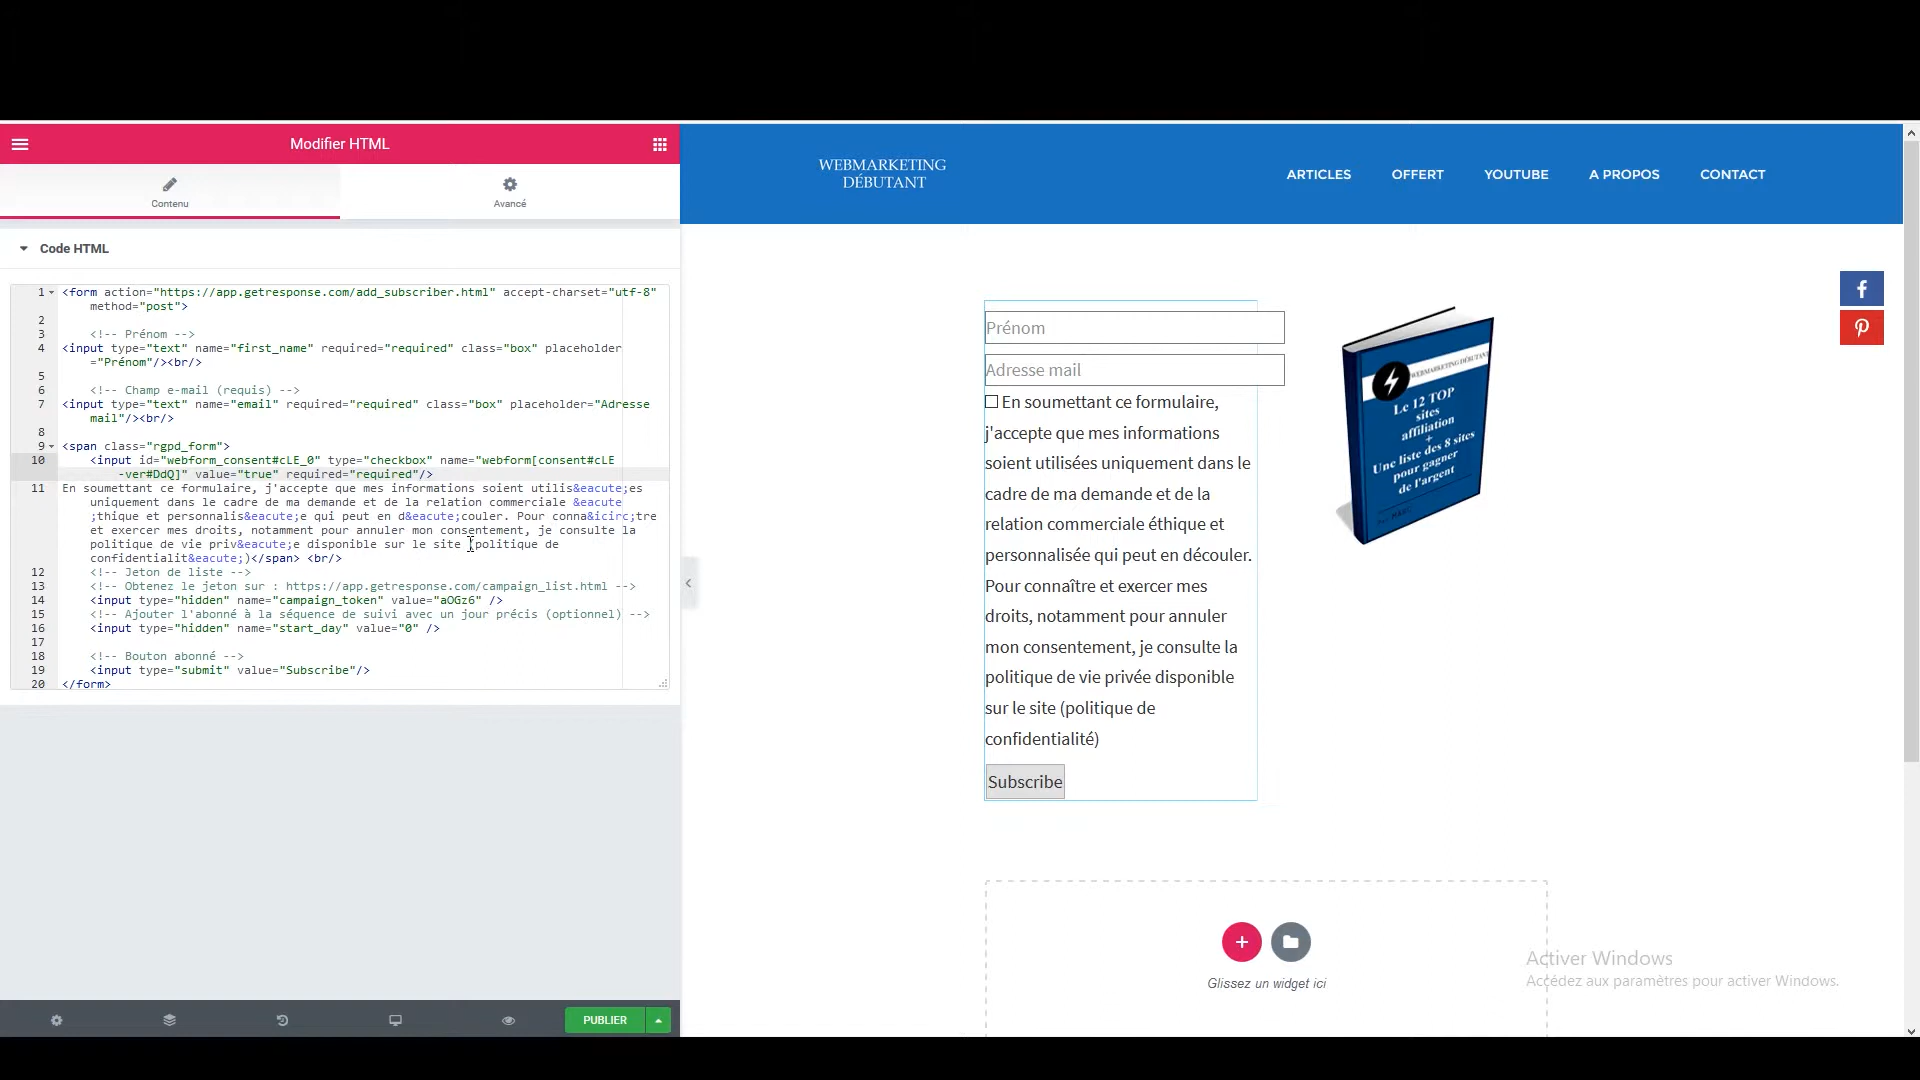 Modifier HTML
Contenu
Avancé
Code HTML
1 <form action="https://app.getresponse.com/add_subscriber.html" accept-charset="utf-8"
method="post">
2
3 <!-- Prénom -->
4 <input type="text" name="first_name" required="required" class="box" placeholder
="Prénom"/><br/>
5
6 <!-- Champ e-mail (requis) -->
7 <input type="text" name="email" required="required" class="box" placeholder="Adresse
mail"/><br/>
8
9 <span class="rgpd_form">
10 <input id="webform_consent#cLE_0" type="checkbox" name="webform[consent#cLE
-ver#DdQ]" value="true" required="required"/>
11 En soumettant ce formulaire, j'accepte que mes informations soient utilis&eacute;es
uniquement dans le cadre de ma demande et de la relation commerciale &eacute
;thique et personnalis&eacute;e qui peut en d&eacute;couler. Pour conna&icirc;tre
et exercer mes droits, notamment pour annuler mon consentement, je consulte la
politique de vie priv&eacute;e disponible sur le site (politique de
confidentialit&eacute;)</span> <br/>
12 <!-- Jeton de liste -->
13 <!-- Obtenez le jeton sur : https://app.getresponse.com/campaign_list.html -->
14 <input type="hidden" name="campaign_token" value="aOGz6" />
15 <!-- Ajouter l'abonné à la séquence de suivi avec un jour précis (optionnel) -->
16 <input type="hidden" name="start_day" value="0" />
17
18 <!-- Bouton abonné -->
19 <input type="submit" value="Subscribe"/>
20 </form>
PUBLIER
WEBMARKETING
DÉBUTANT
ARTICLES OFFERT YOUTUBE A PROPOS CONTACT
Prénom
Adresse mail
En soumettant ce formulaire,
j'accepte que mes informations
soient utilisées uniquement dans le
cadre de ma demande et de la
relation commerciale éthique et
personnalisée qui peut en découler.
Pour connaître et exercer mes
droits, notamment pour annuler
mon consentement, je consulte la
politique de vie privée disponible
sur le site (politique de
confidentialité)
Subscribe
WEBMARKETING DÉBUTANT
Le 12 TOP
sites
affiliation
+
Une liste des 8 sites
pour gagner
de l'argent
Glissez un widget ici
Activer Windows
Accédez aux paramètres pour activer Windows.